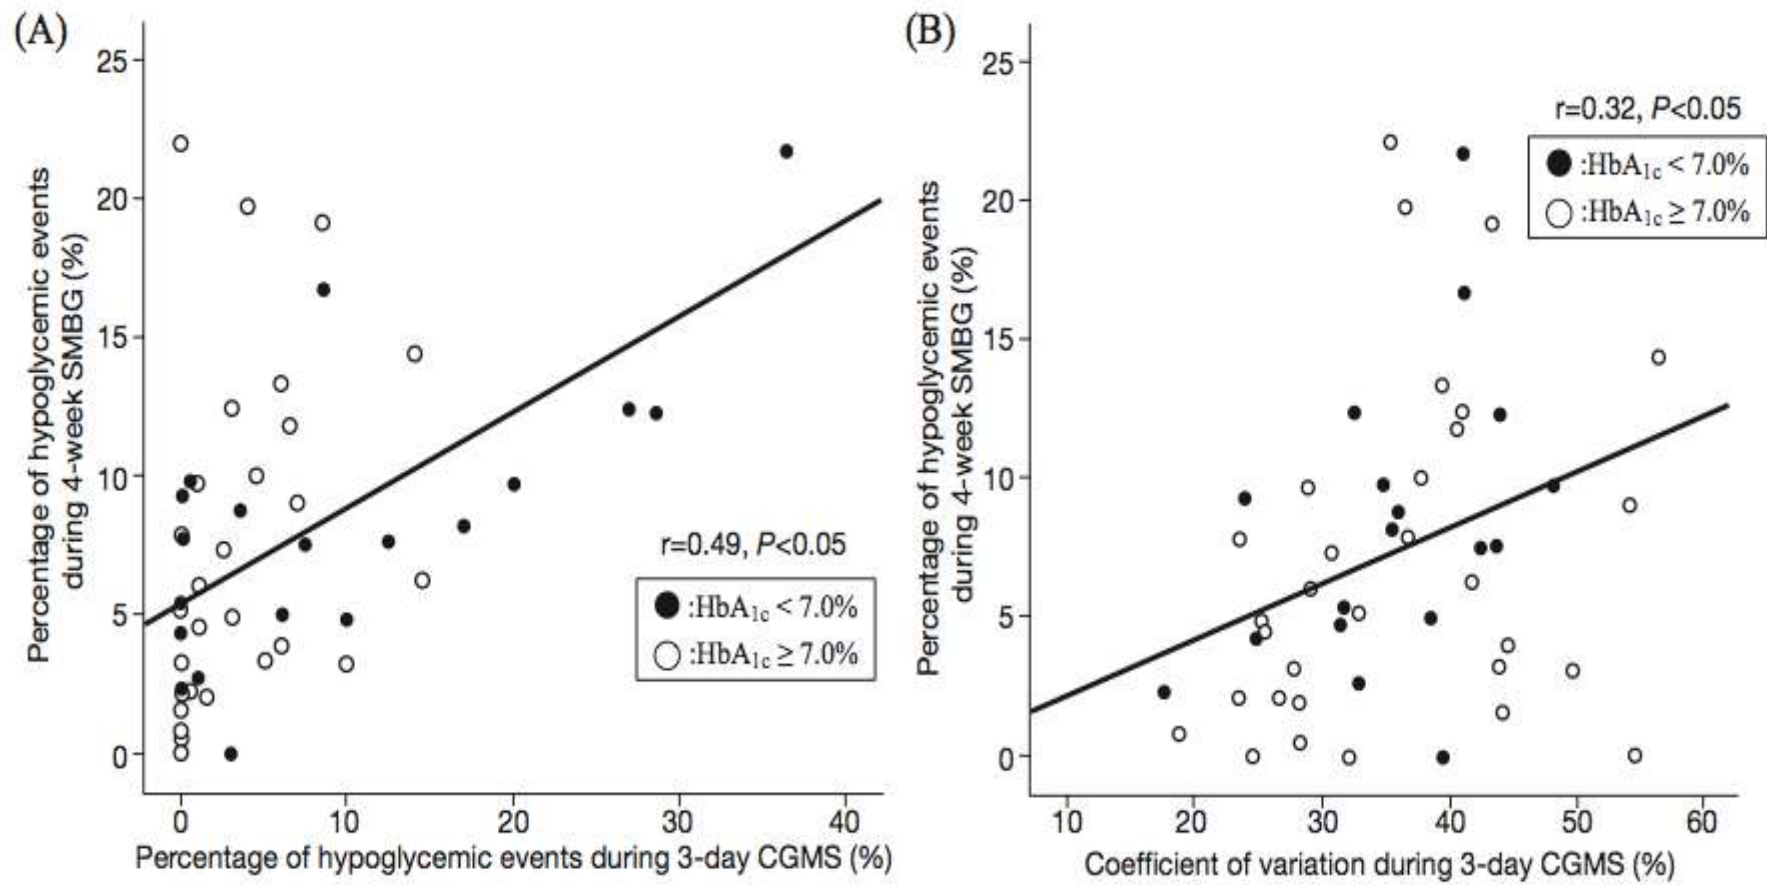 (A)
Percentage of hypoglycemic events
during 4-week SMBG (%)
25
20
15
10
5
0
r=0.49, P<0.05
:HbA1c < 7.0%
:HbA1c ≥ 7.0%
0 10 20 30 40
Percentage of hypoglycemic events during 3-day CGMS (%)
(B)
Percentage of hypoglycemic events
during 4-week SMBG (%)
25
20
15
10
5
0
r=0.32, P<0.05
:HbA1c < 7.0%
:HbA1c ≥ 7.0%
10 20 30 40 50 60
Coefficient of variation during 3-day CGMS (%)